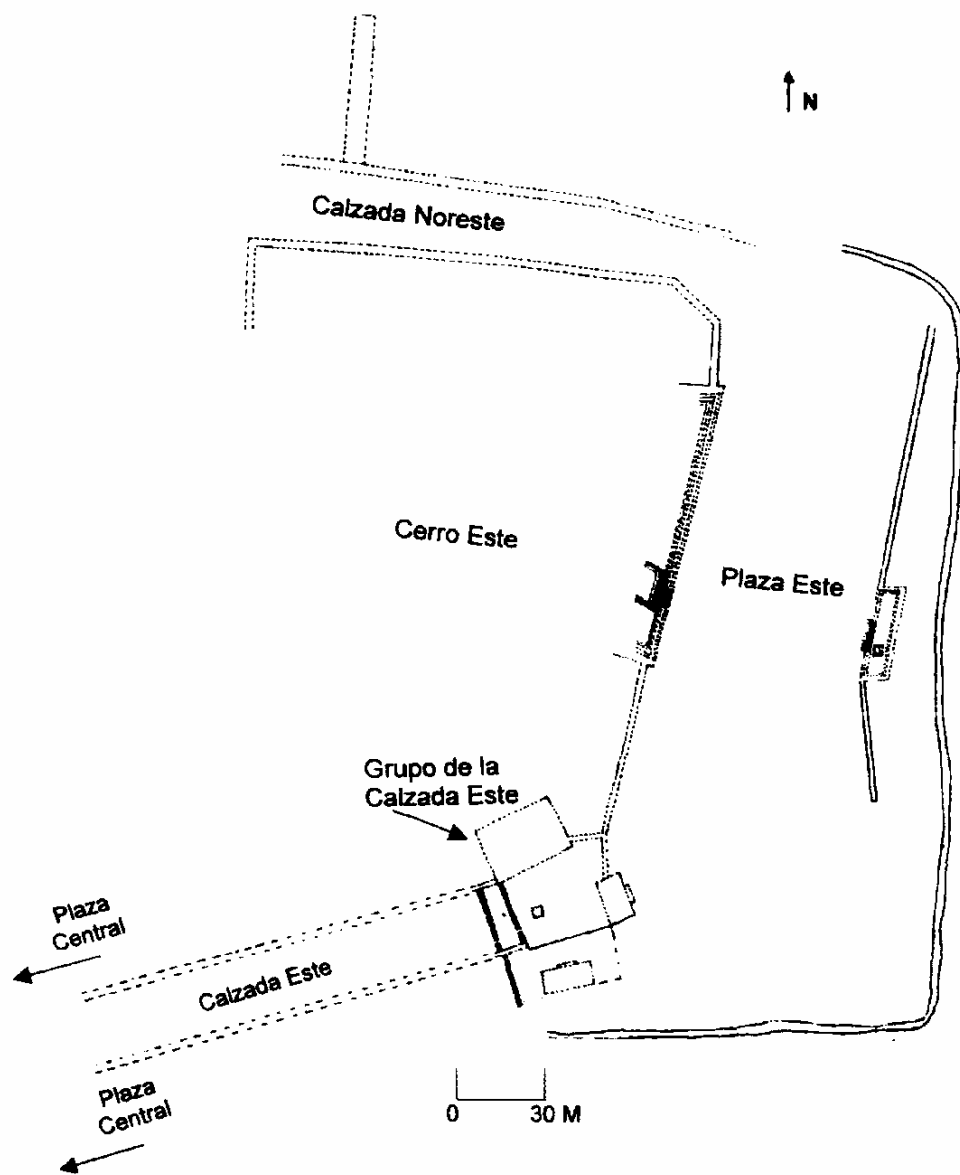 N
Calzada Noreste
Cerro Este
Plaza Este
Grupo de la
Calzada Este
Plaza
Central
Calzada Este
Plaza
Central
0 30 M